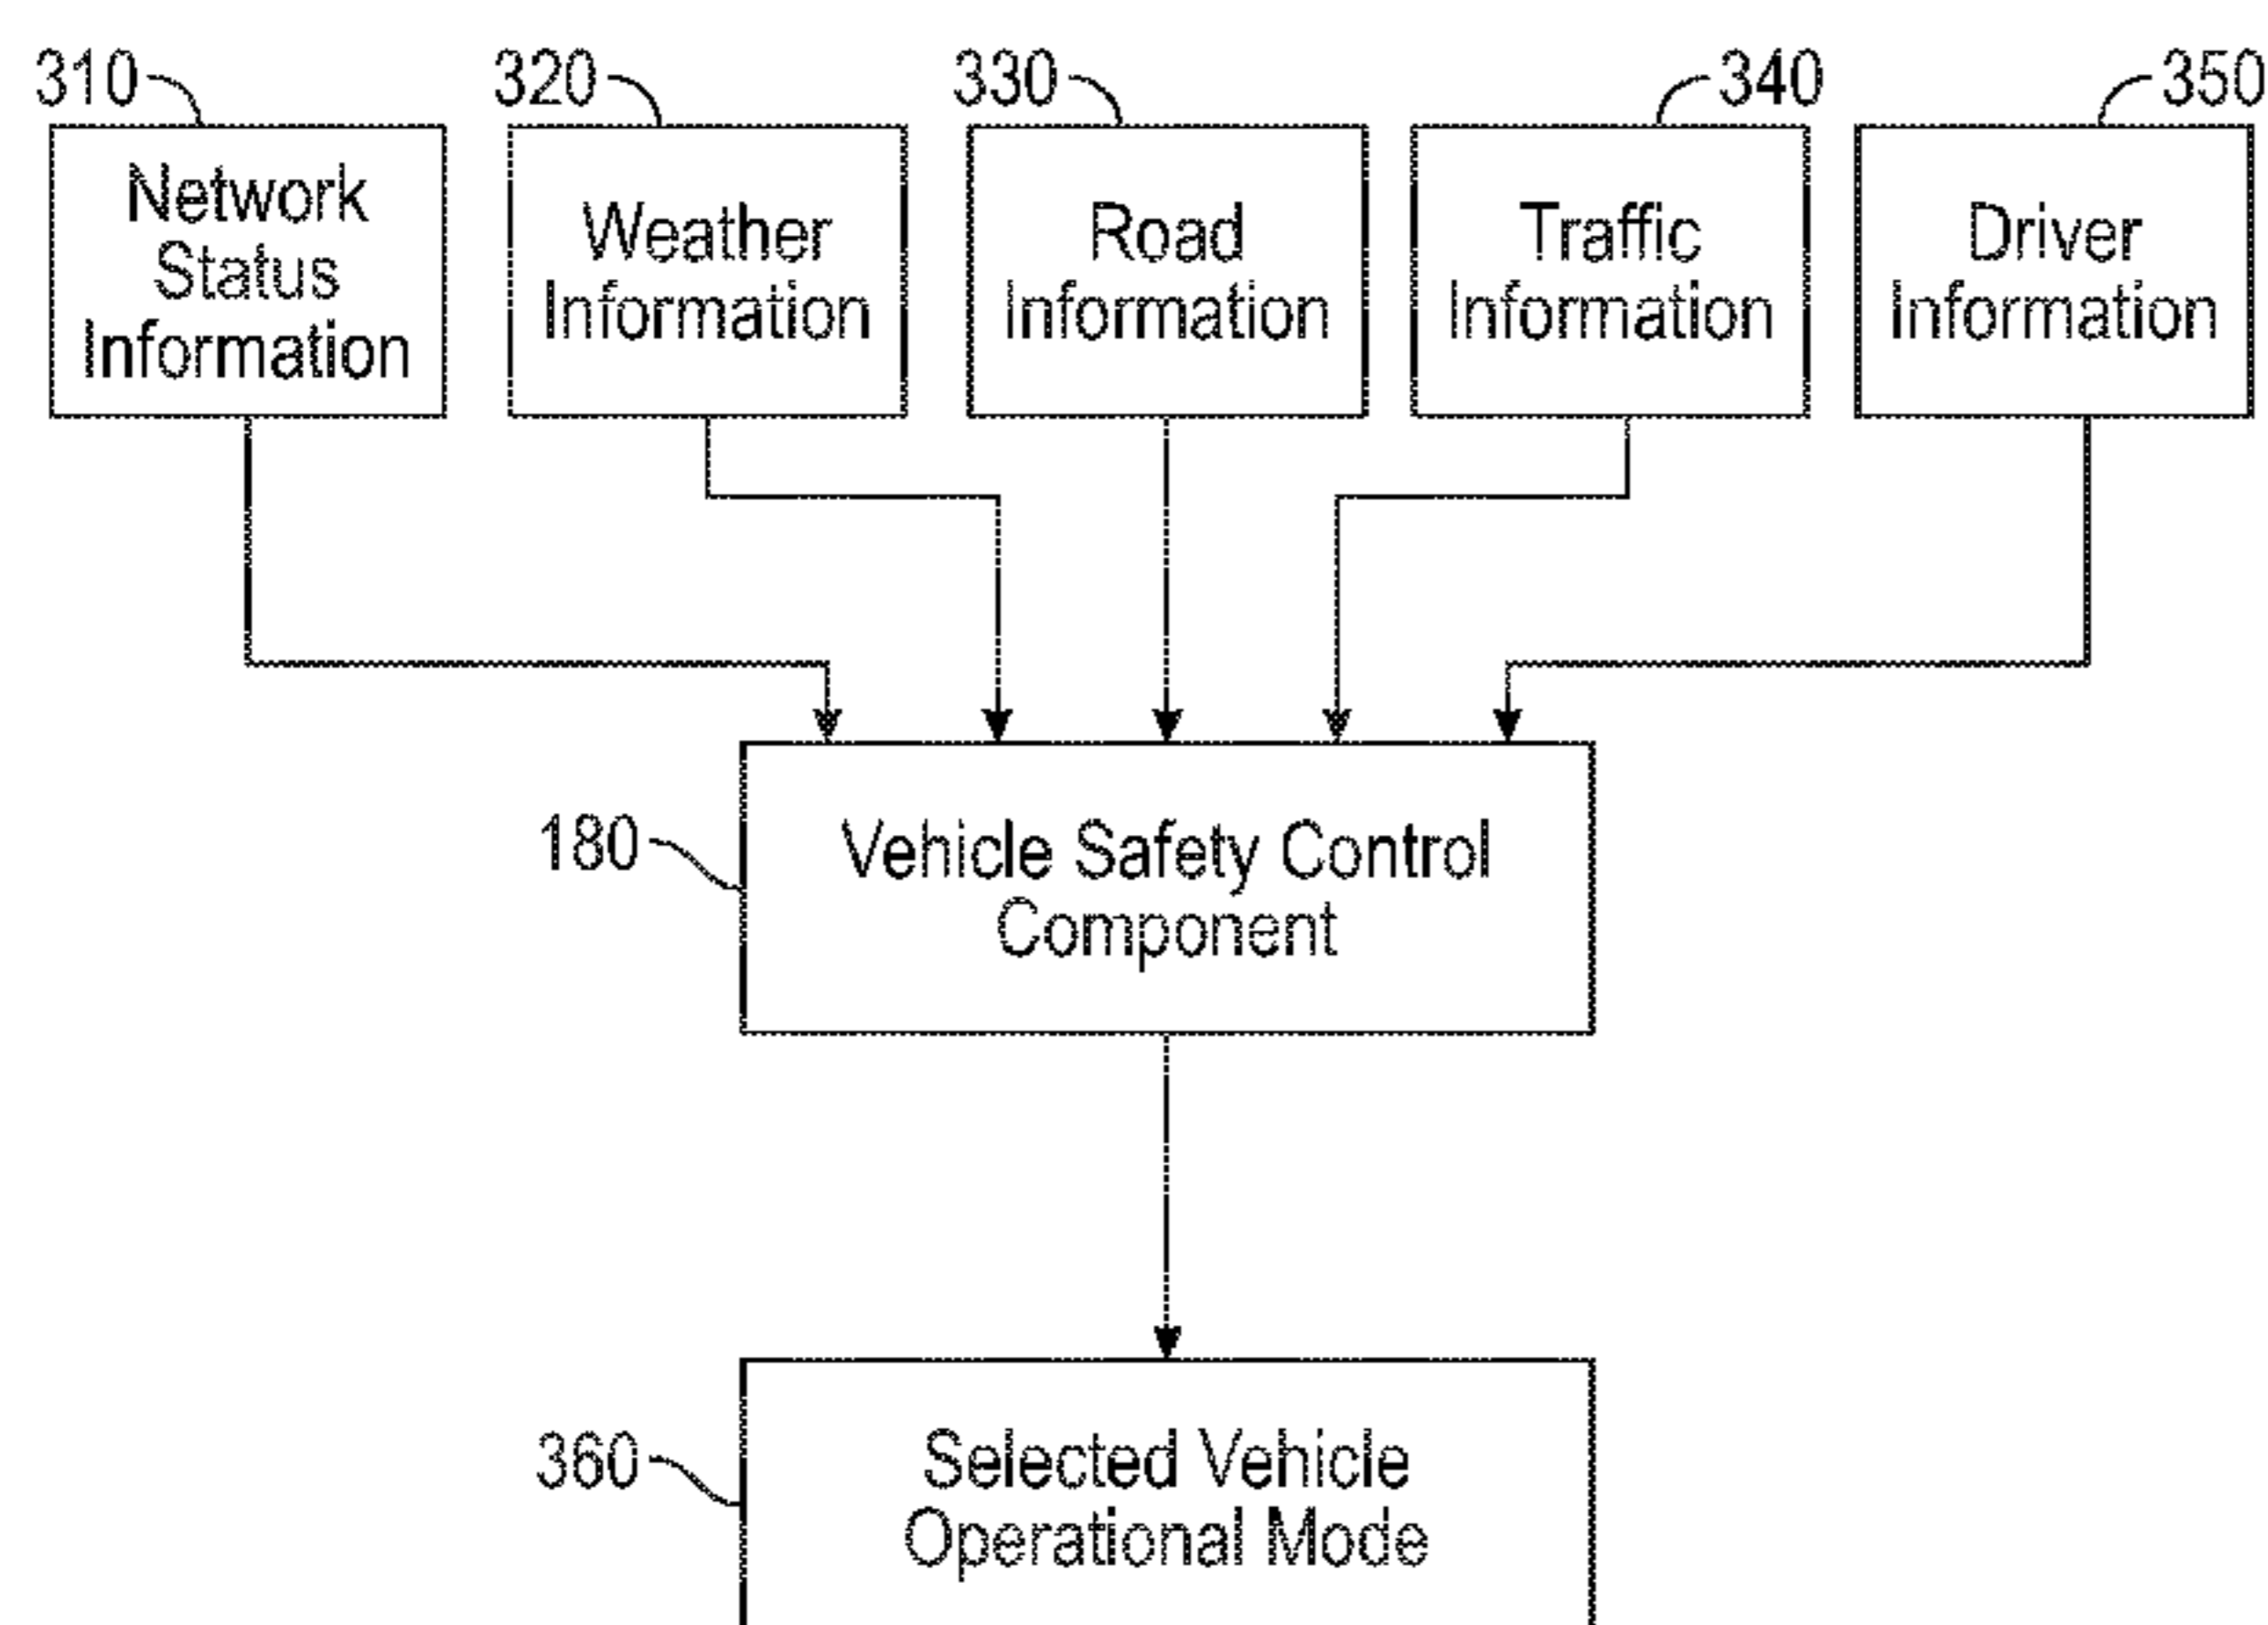 310
320
330
340
350
Network
Status
Information
Weather
Information
Road
Information
Traffic
Information
Driver
Information
180
Vehicle Safety Control
Component
360
Selected Vehicle
Operational Mode